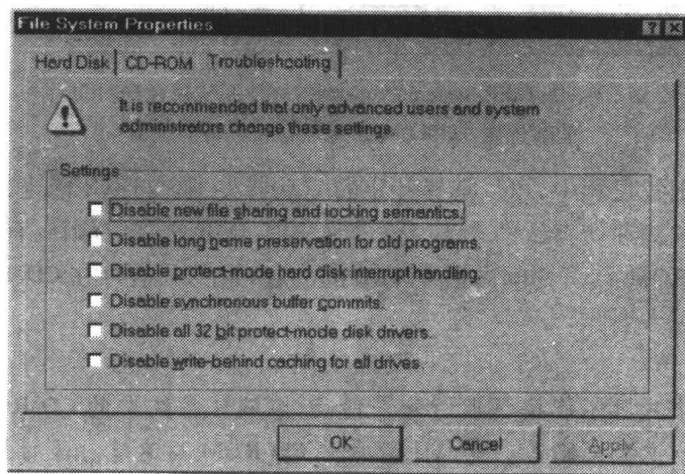 File System Properties
Hard Disk CD-ROM Troubleshooting
It is recommended that only advanced users and system
administrators change these settings.
Settings
Disable new file sharing and locking semantics.
Disable long name preservation for old programs.
Disable protect-mode hard disk interrupt handling.
Disable synchronous buffer commits.
Disable all 32 bit protect-mode disk drivers.
Disable write-behind caching for all drives.
OK Cancel Apply